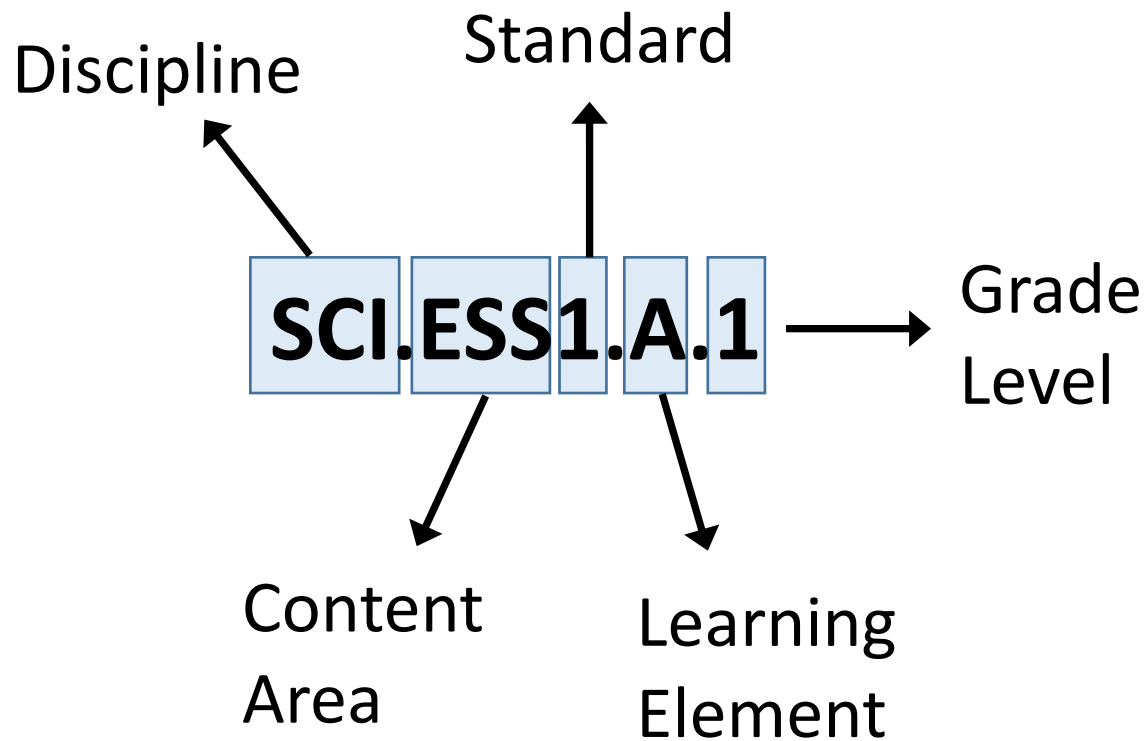 Standard
Discipline
SCI.ESS1.A.1
Grade
Level
Content
Area
Learning
Element